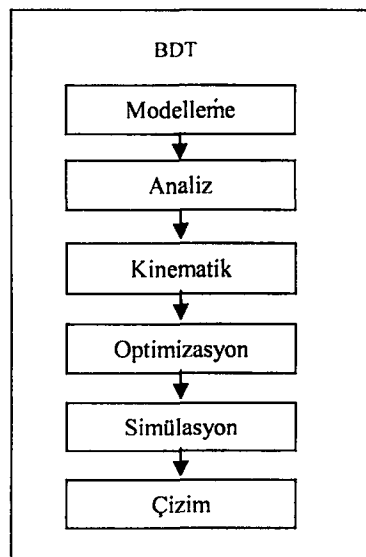 BDT
Modelleme
Analiz
Kinematik
Optimizasyon
Simülasyon
Çizim